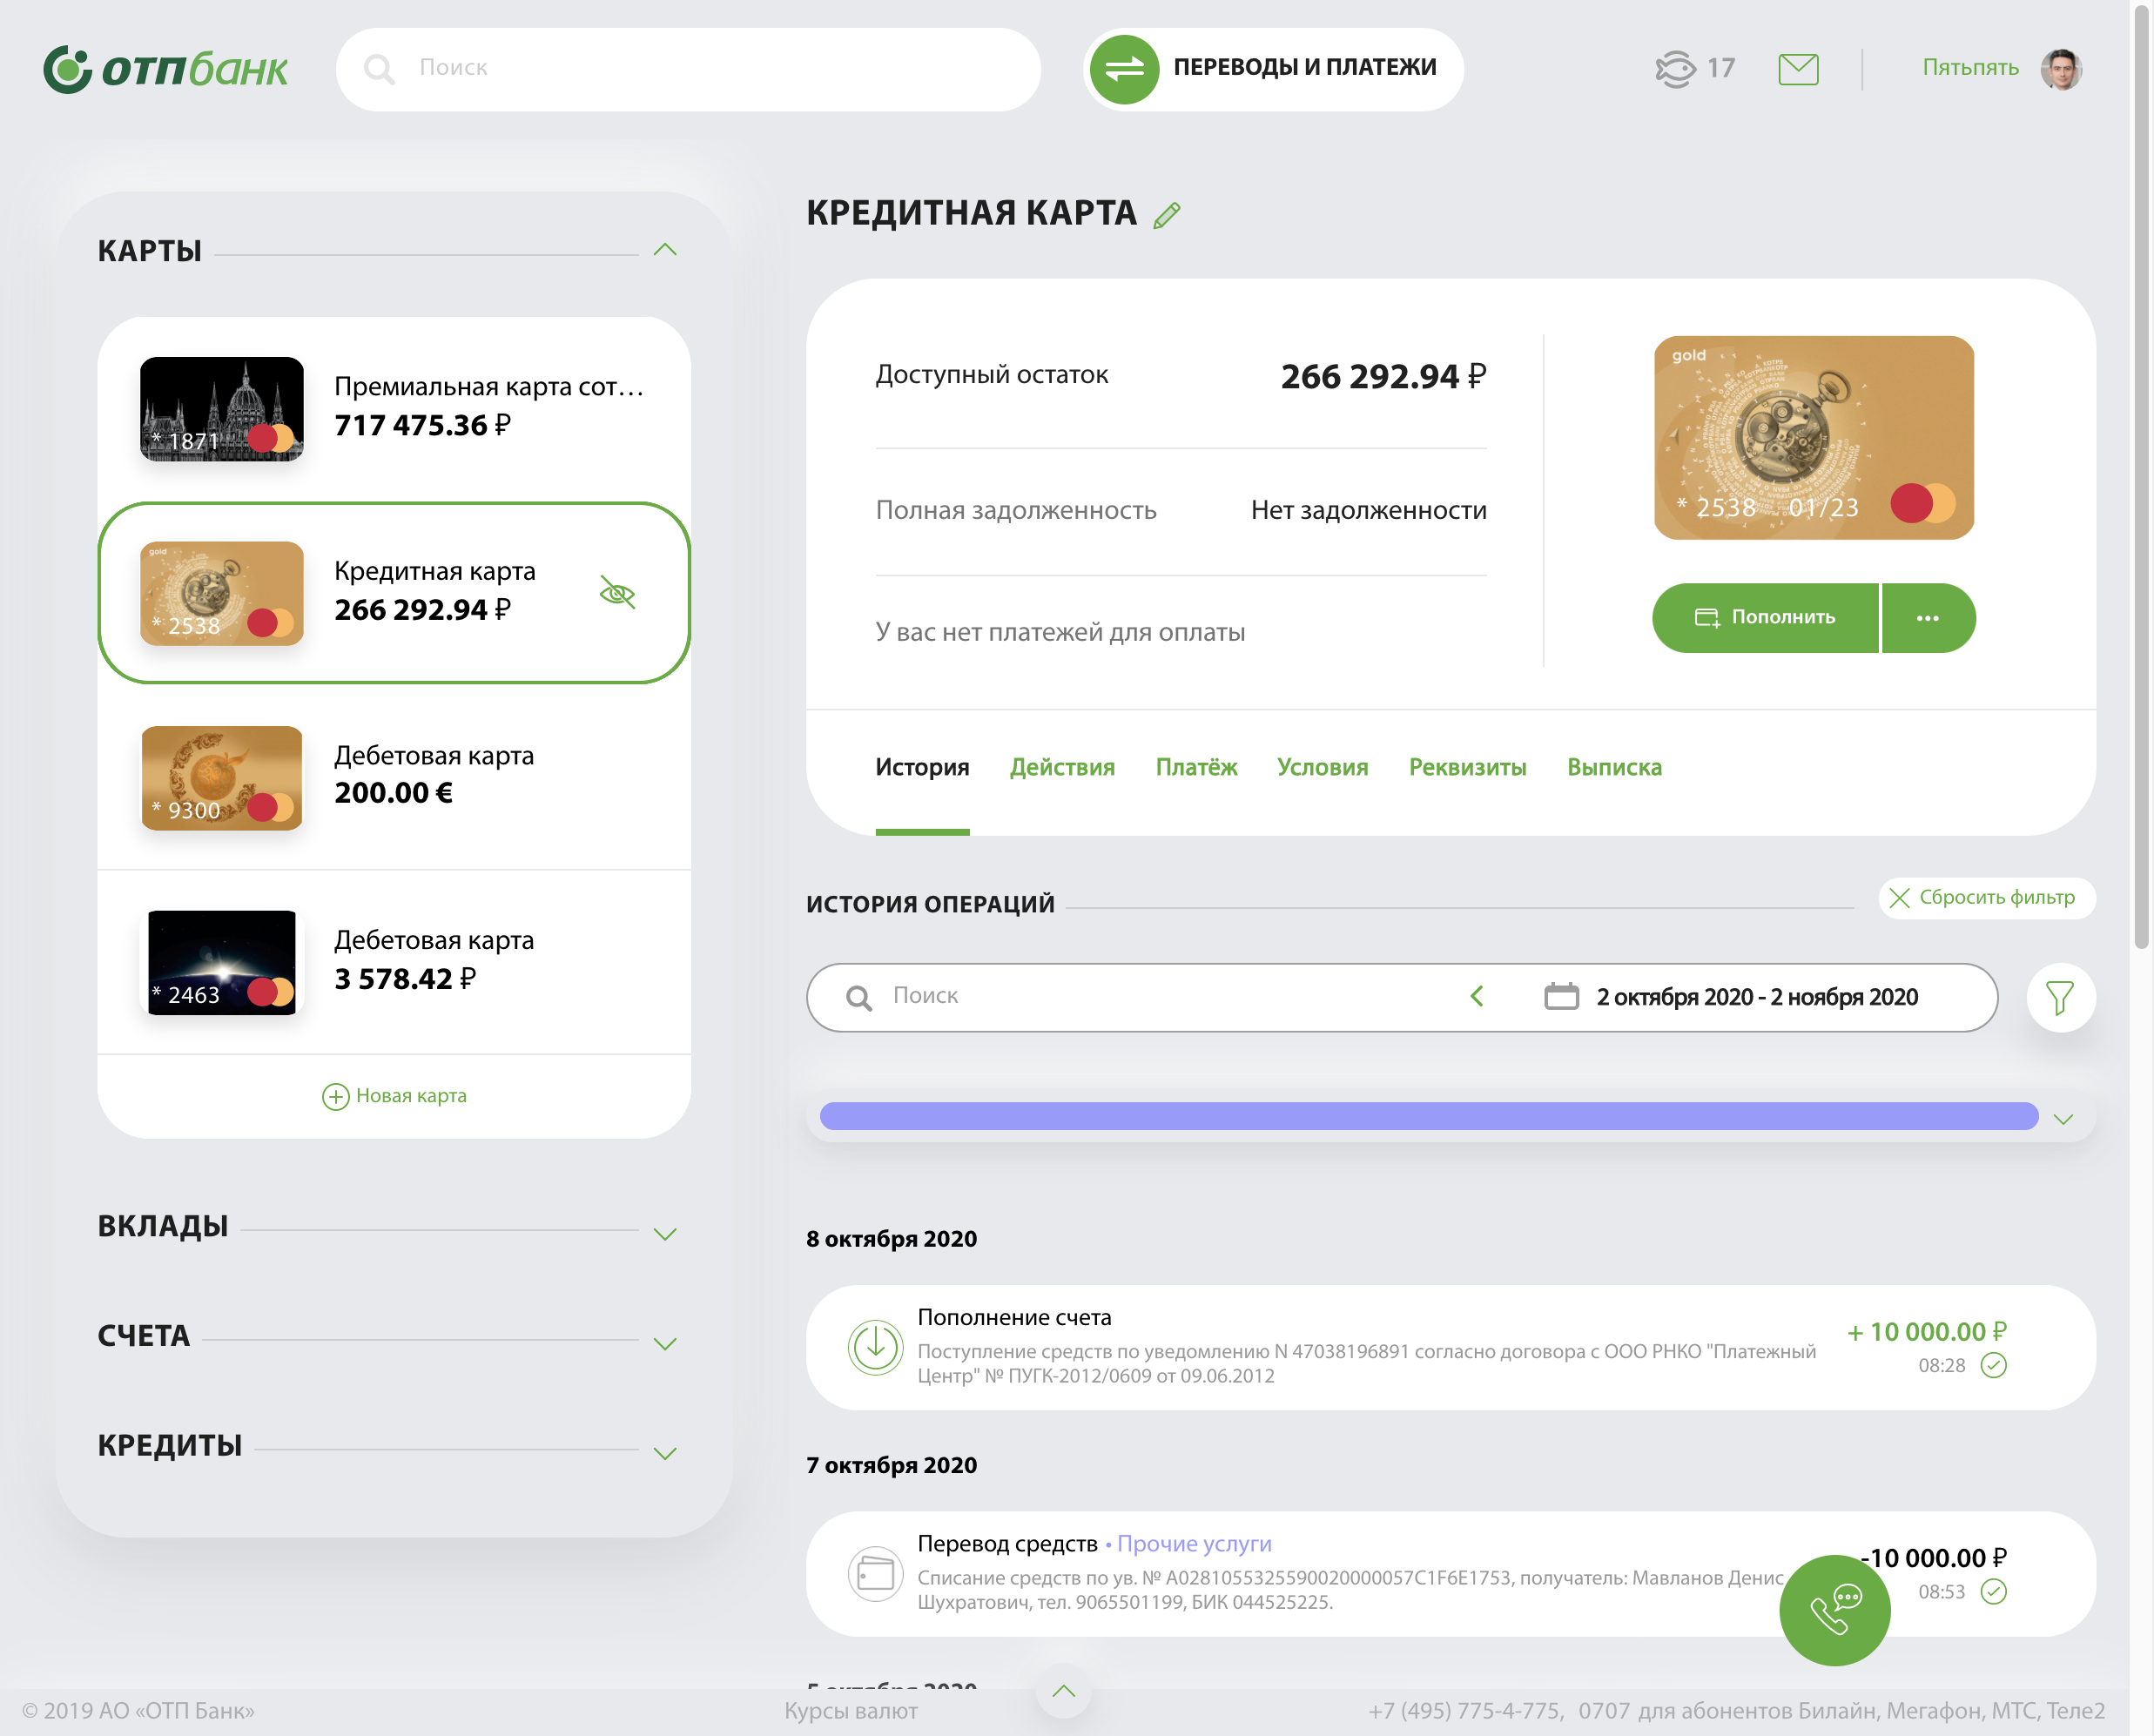 ОТПбанк
Поиск
ПЕРЕВОДЫ И ПЛАТЕЖИ
17
Пятьпять
КАРТЫ
Премиальная карта сот...
717 475.36 ₽
* 1871
gold
Кредитная карта
266 292.94 ₽
* 2538
Дебетовая карта
200.00 €
* 9300
Дебетовая карта
3 578.42 ₽
* 2463
Новая карта
ВКЛАДЫ
СЧЕТА
КРЕДИТЫ
КРЕДИТНАЯ КАРТА
Доступный остаток 266 292.94 ₽
Полная задолженность Нет задолженности
У вас нет платежей для оплаты
gold
* 2538 01/23
Пополнить
История Действия Платёж Условия Реквизиты Выписка
ИСТОРИЯ ОПЕРАЦИЙ
Сбросить фильтр
Поиск
2 октября 2020 - 2 ноября 2020
8 октября 2020
Пополнение счета
+ 10 000.00 ₽
Поступление средств по уведомлению N 47038196891 согласно договора с ООО РНКО "Платежный
Центр" № ПУГК-2012/0609 от 09.06.2012
08:28
7 октября 2020
Перевод средств • Прочие услуги
-10 000.00 ₽
Списание средств по ув. № A0281055325590020000057C1F6E1753, получатель: Мавланов Денис
Шухратович, тел. 9065501199, БИК 044525225.
08:53
5 октября 2020
© 2019 АО «ОТП Банк»
Курсы валют
+7 (495) 775-4-775, 0707 для абонентов Билайн, Мегафон, МТС, Теле2